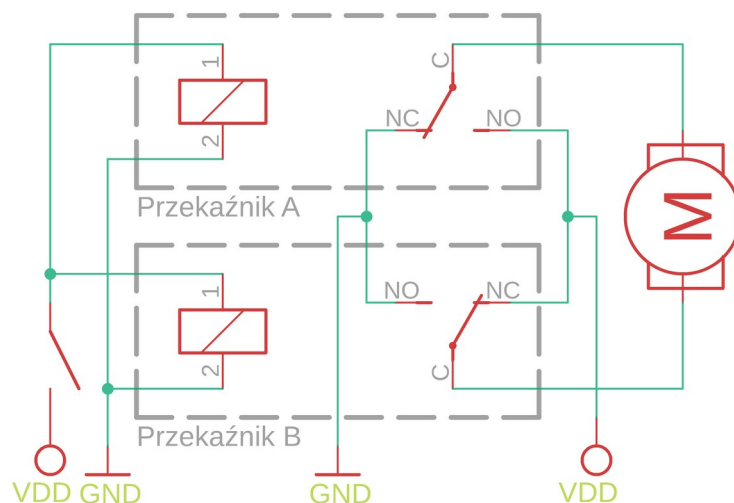 1
C
NC
NO
2
Przekaźnik A
M
1
NO
NC
2
C
Przekaźnik B
VDD
GND
GND
VDD